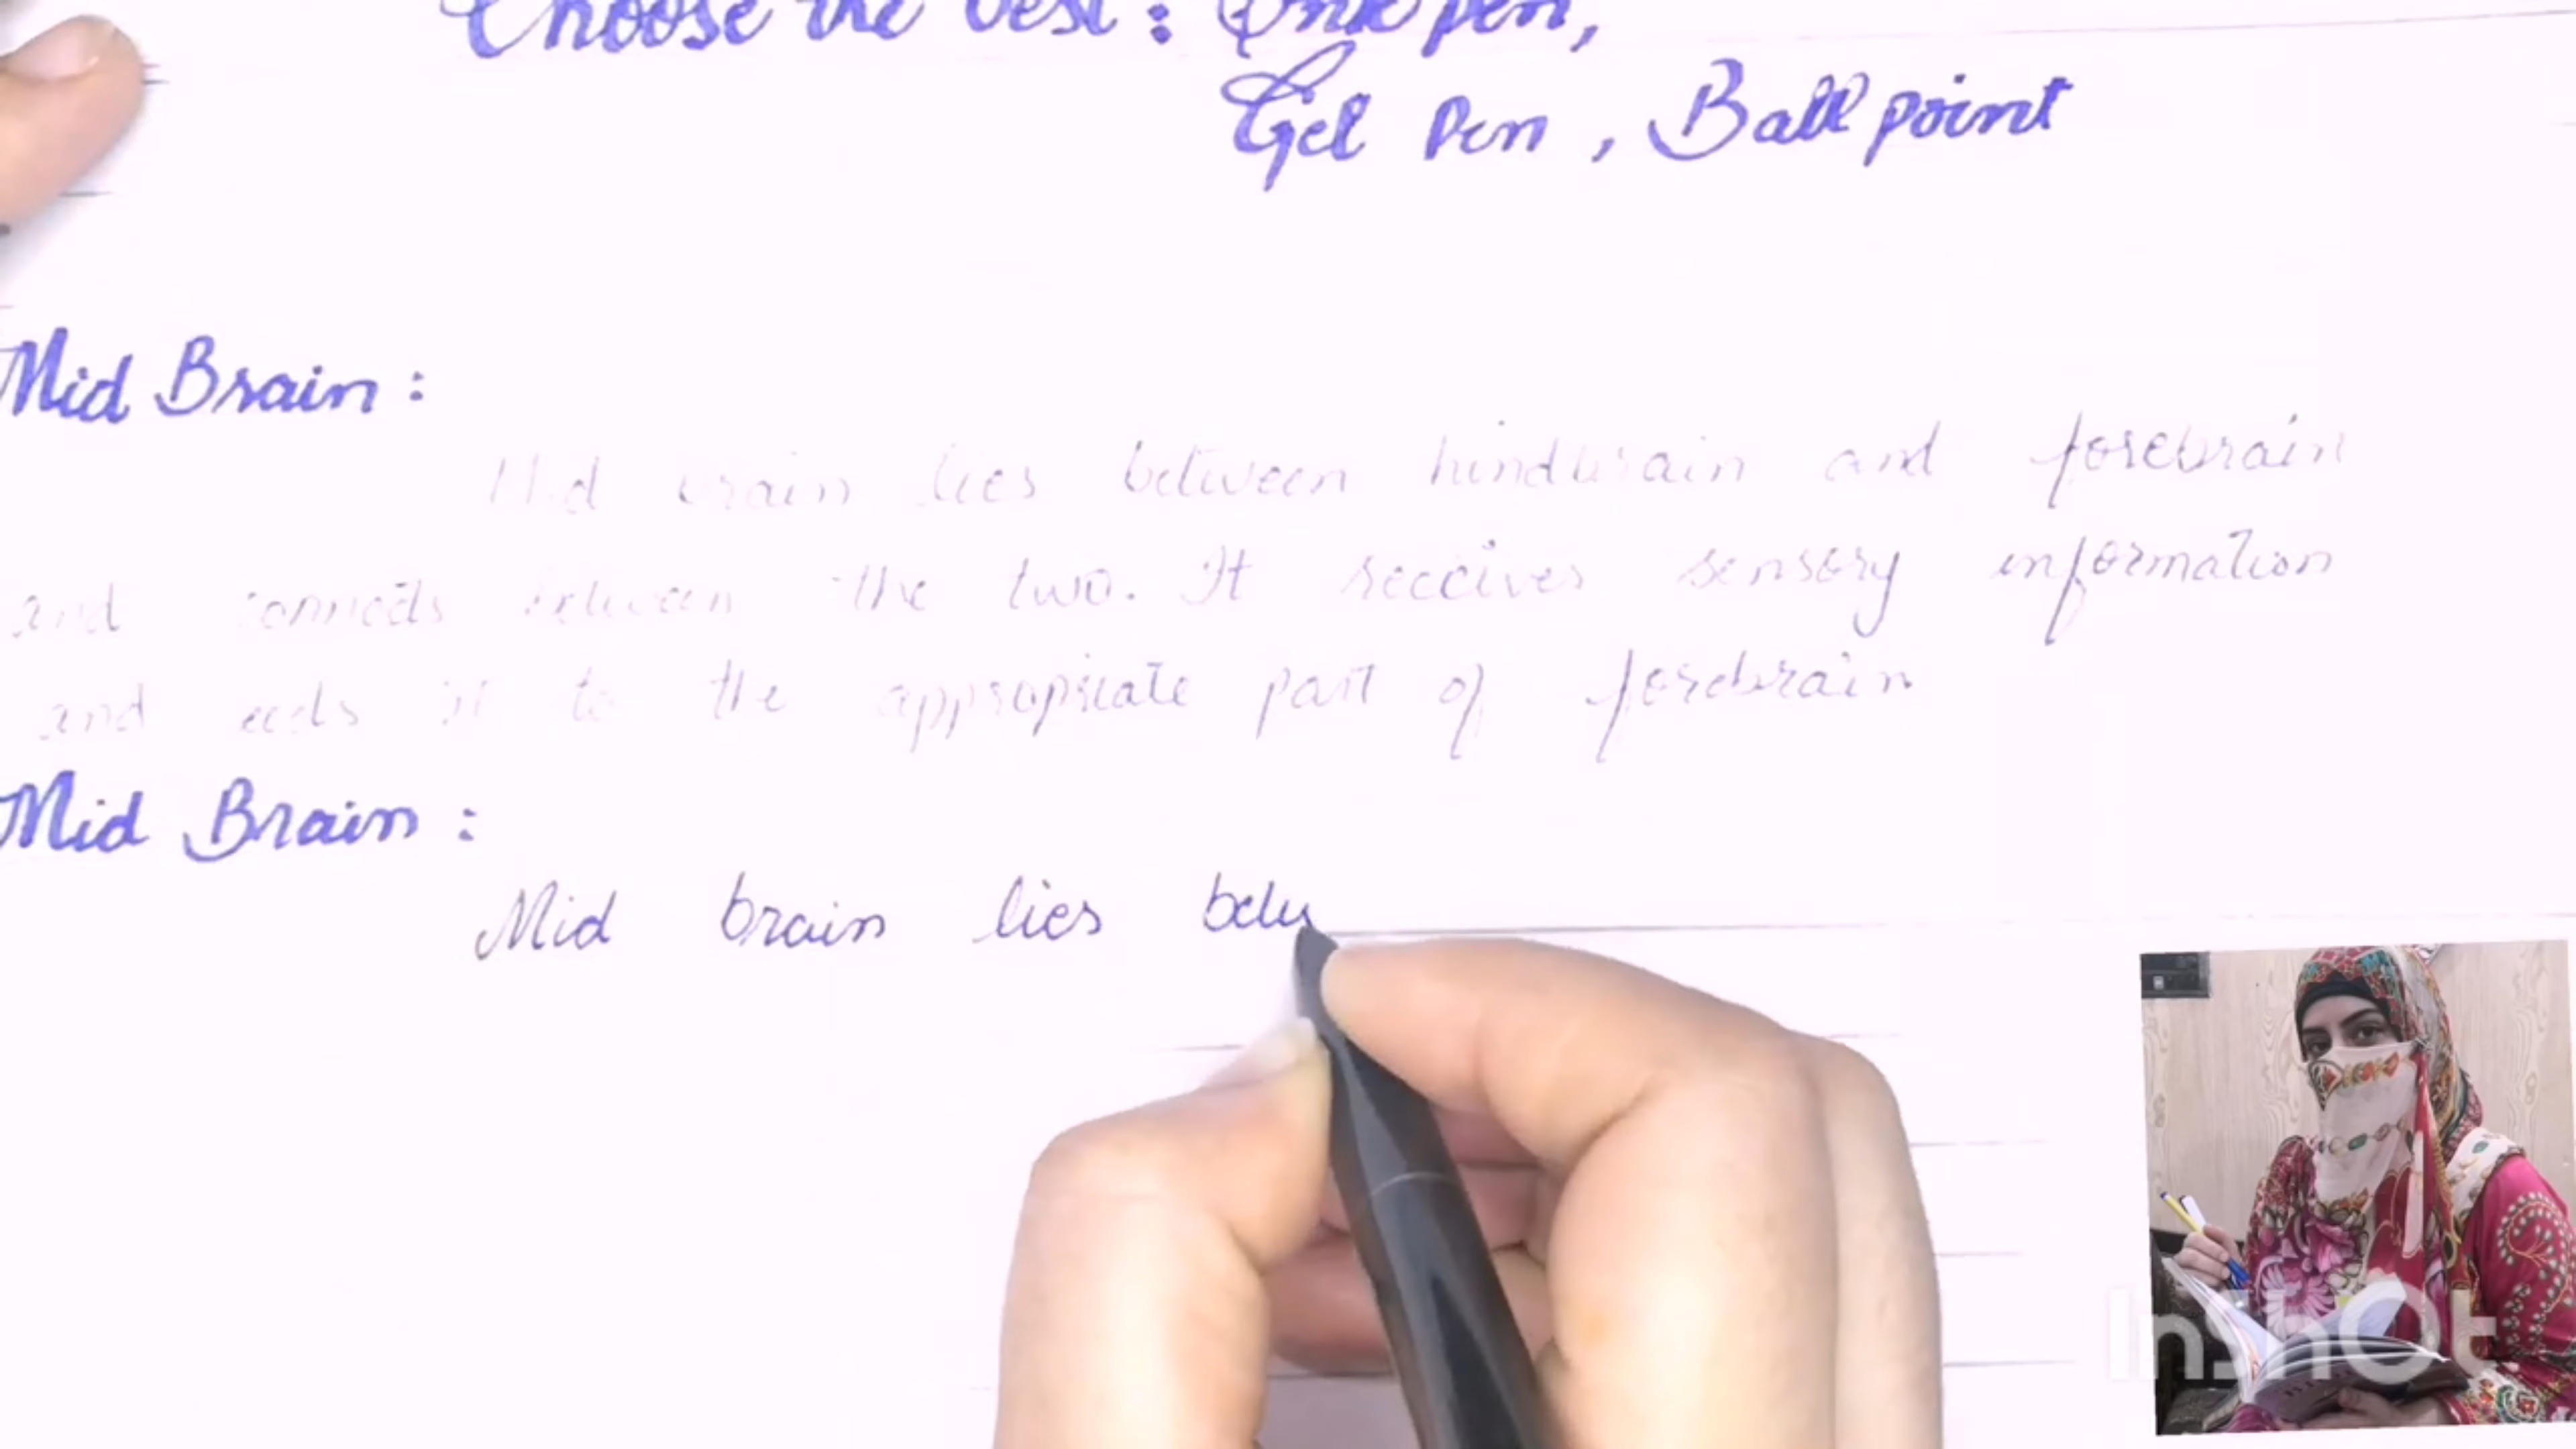 Choose the best: Ink pen,
Gel Pen, Ball point
Mid Brain:
Mid brain lies between hindbrain and forebrain
and connects between the two. It receives sensory information
and it to the appropriate part of forebrain
Mid Brain:
Mid brain lies betw
InShOt